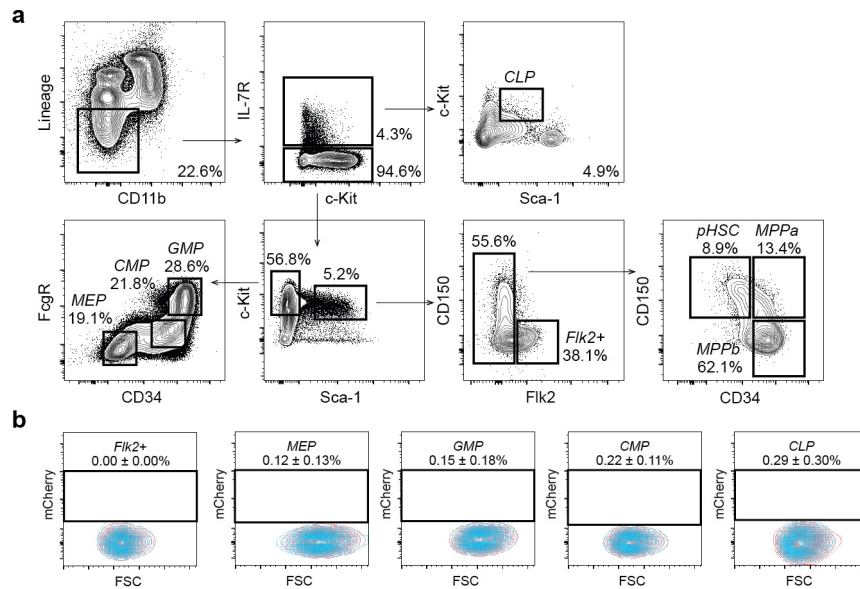 a
Lineage
CD11b
22.6%
IL-7R
c-Kit
4.3%
94.6%
c-Kit
Sca-1
CLP
4.9%
FcgR
CD34
MEP
19.1%
CMP
21.8%
GMP
28.6%
c-Kit
Sca-1
56.8%
5.2%
CD150
Flk2
55.6%
Flk2+
38.1%
CD150
CD34
pHSC
8.9%
MPPa
13.4%
MPPb
62.1%
b
Flk2+
0.00 ± 0.00%
mCherry
FSC
MEP
0.12 ± 0.13%
mCherry
FSC
GMP
0.15 ± 0.18%
mCherry
FSC
CMP
0.22 ± 0.11%
mCherry
FSC
CLP
0.29 ± 0.30%
mCherry
FSC